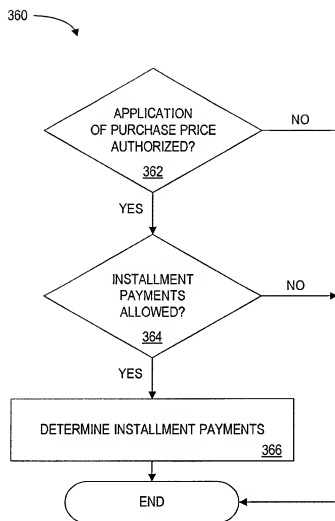 360
APPLICATION
OF PURCHASE PRICE
AUTHORIZED?
362
NO
YES
INSTALLMENT
PAYMENTS
ALLOWED?
364
NO
YES
DETERMINE INSTALLMENT PAYMENTS
366
END